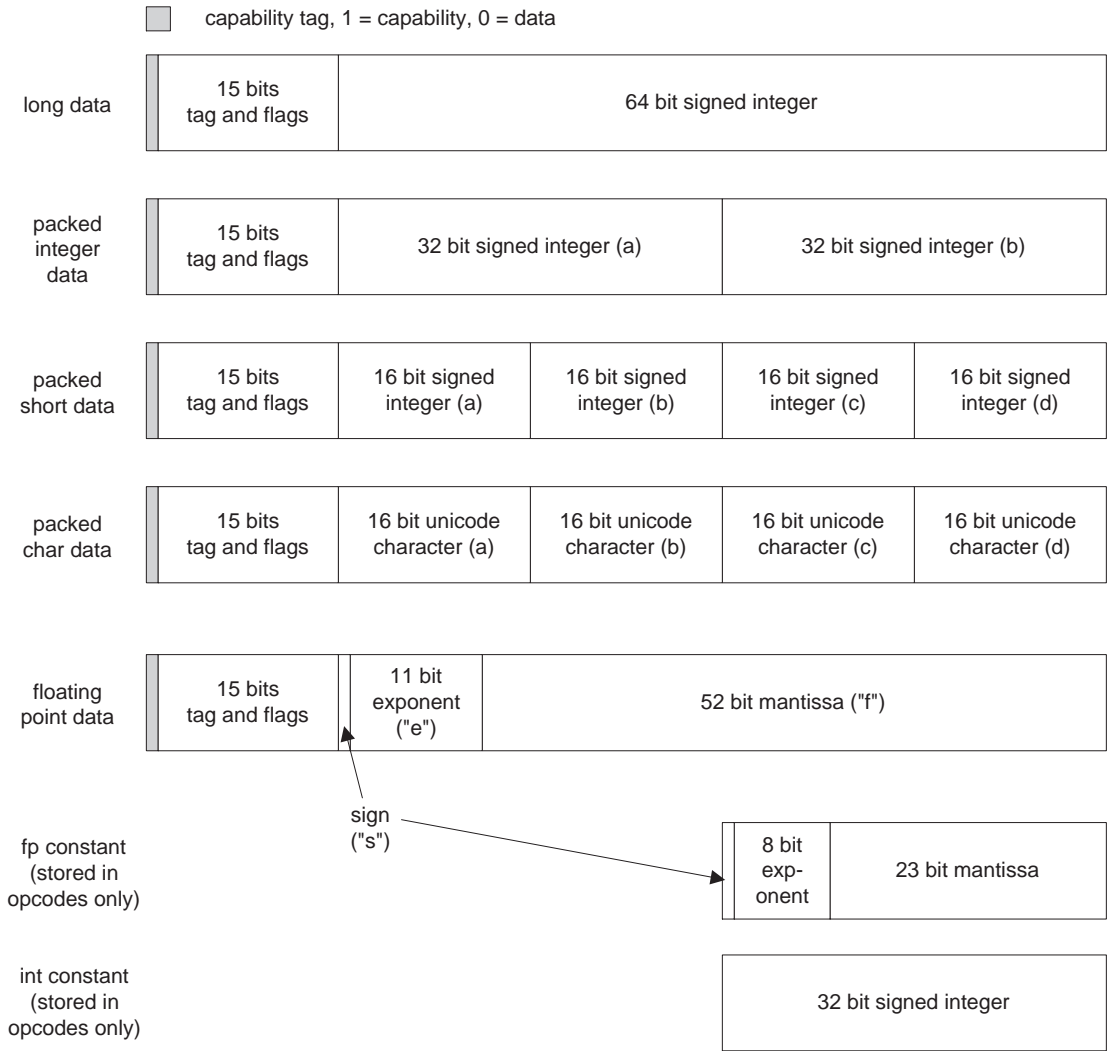 capability tag, 1 = capability, 0 = data
long data
15 bits
tag and flags
64 bit signed integer
packed
integer
data
15 bits
tag and flags
32 bit signed integer (a)
32 bit signed integer (b)
packed
short data
15 bits
tag and flags
16 bit signed
integer (a)
16 bit signed
integer (b)
16 bit signed
integer (c)
16 bit signed
integer (d)
packed
char data
15 bits
tag and flags
16 bit unicode
character (a)
16 bit unicode
character (b)
16 bit unicode
character (c)
16 bit unicode
character (d)
floating
point data
15 bits
tag and flags
11 bit
exponent
("e")
52 bit mantissa ("f")
sign
("s")
fp constant
(stored in
opcodes only)
8 bit
exp-
onent
23 bit mantissa
int constant
(stored in
opcodes only)
32 bit signed integer